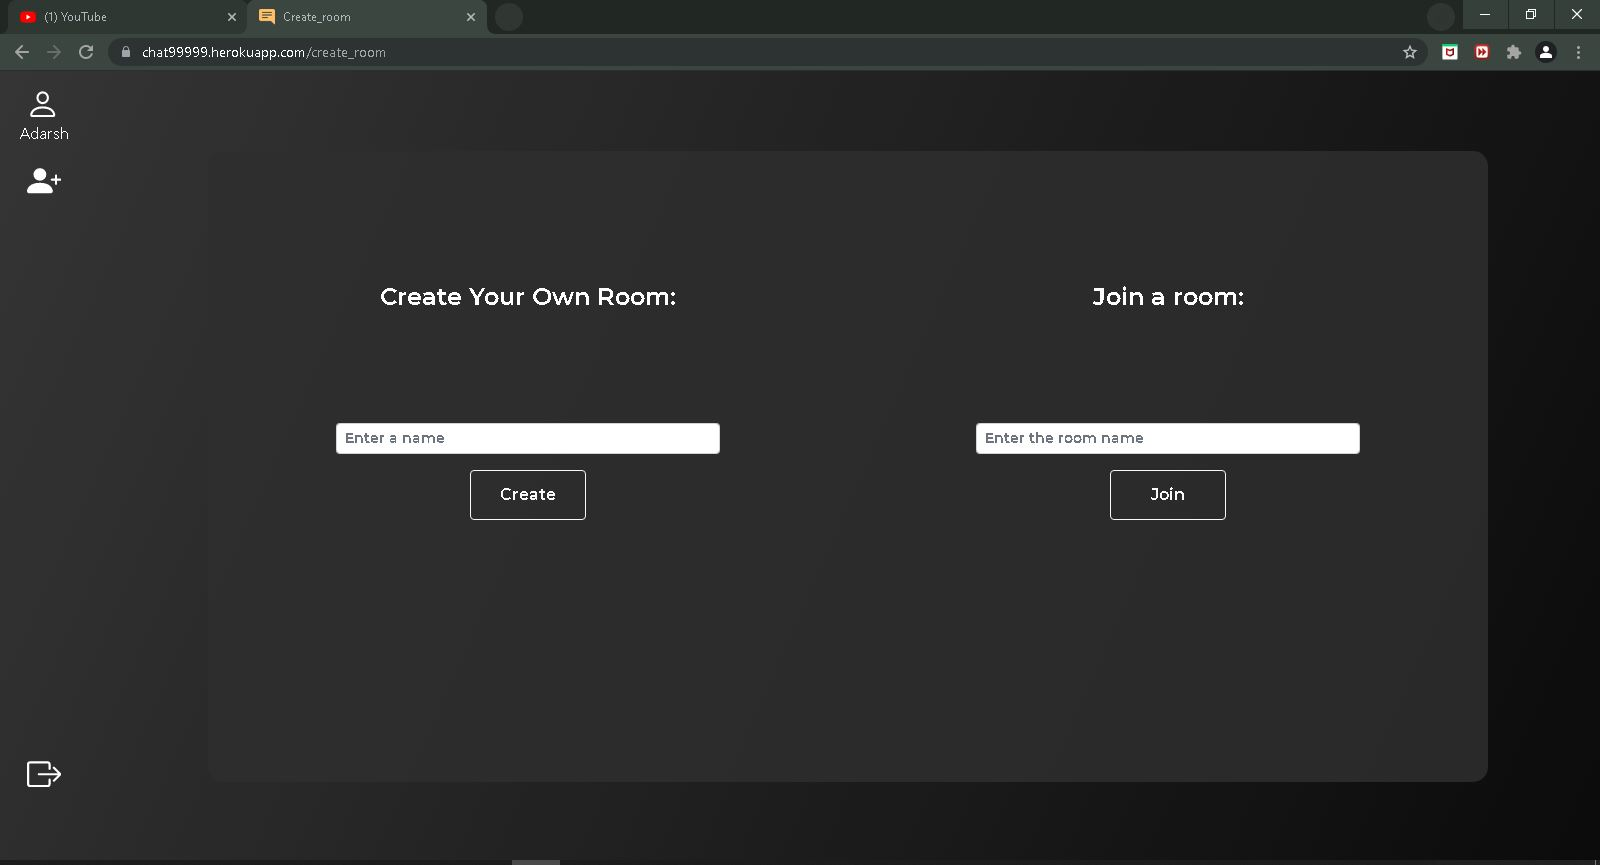 (1) YouTube
Create_room
chat99999.herokuapp.com/create_room
Adarsh
Create Your Own Room:
Join a room:
Enter a name
Enter the room name
Create
Join